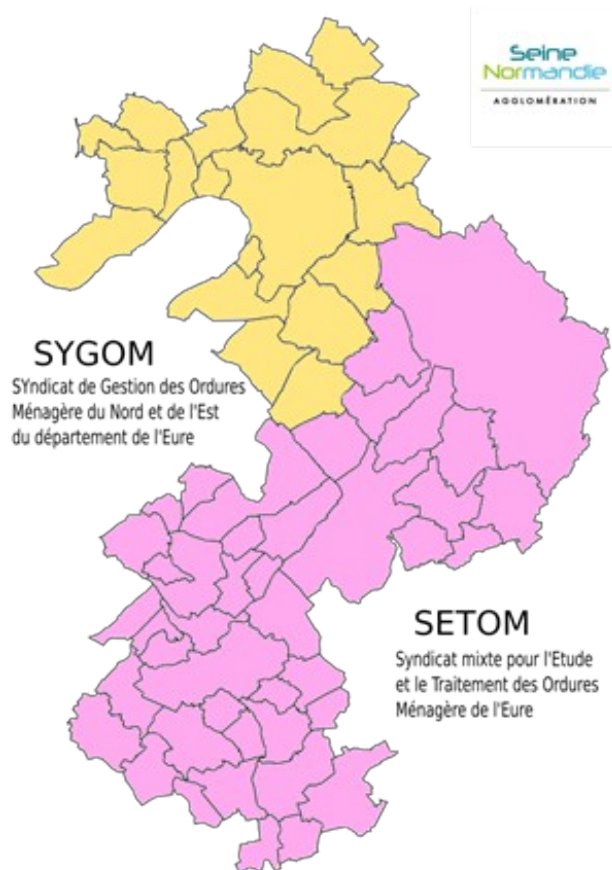 Seine
Normandie
AGGLOMÉRATION
SYGOM
SYndicat de Gestion des Ordures
Ménagère du Nord et de l'Est
du département de l'Eure
SETOM
Syndicat mixte pour l'Etude
et le Traitement des Ordures
Ménagère de l'Eure